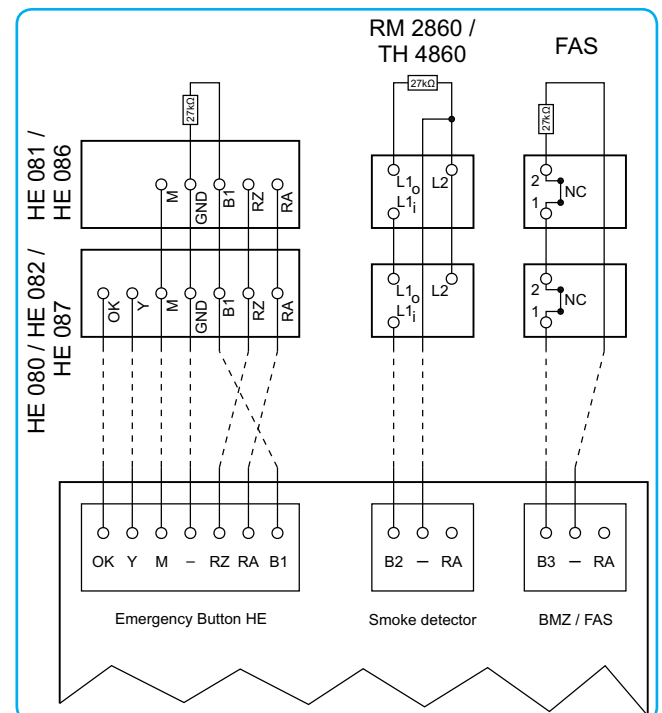 RM 2860 /
TH 4860
FAS
27kΩ
27kΩ
27kΩ
HE 081 /
HE 086
M
GND
B1
RZ
RA
L1o
L2
L1i
2
NC
1
HE 080 / HE 082 /
HE 087
OK
Y
M
GND
B1
RZ
RA
L1o
L2
L1i
2
NC
1
OK Y M – RZ RA B1
B2 – RA
B3 – RA
Emergency Button HE
Smoke detector
BMZ / FAS